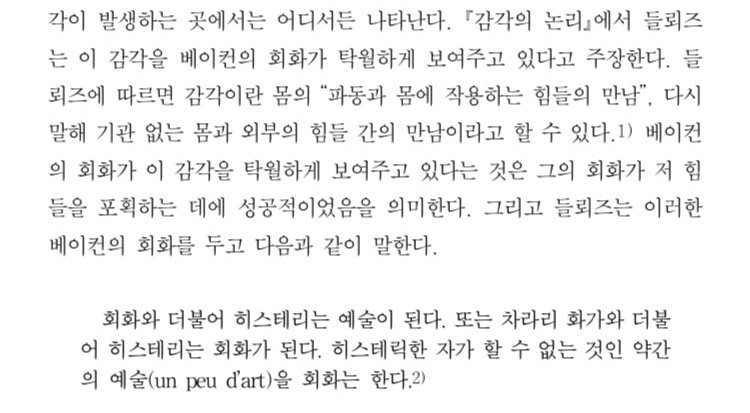 각이 발생하는 곳에서는 어디서든 나타난다. 『감각의 논리』에서 들뢰즈
는 이 감각을 베이컨의 회화가 탁월하게 보여주고 있다고 주장한다. 들
뢰즈에 따르면 감각이란 몸의 “파동과 몸에 작용하는 힘들의 만남”, 다시
말해 기관 없는 몸과 외부의 힘들 간의 만남이라고 할 수 있다.1) 베이컨
의 회화가 이 감각을 탁월하게 보여주고 있다는 것은 그의 회화가 저 힘
들을 포획하는 데에 성공적이었음을 의미한다. 그리고 들뢰즈는 이러한
베이컨의 회화를 두고 다음과 같이 말한다.
회화와 더불어 히스테리는 예술이 된다. 또는 차라리 화가와 더불
어 히스테리는 회화가 된다. 히스테릭한 자가 할 수 없는 것인 약간
의 예술(un peu d’art)을 회화는 한다.2)